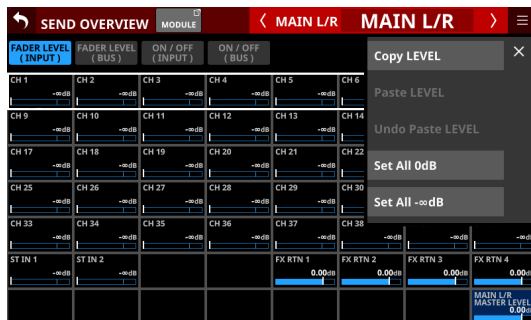 SEND OVERVIEW MODULE MAIN L/R MAIN L/R
FADER LEVEL FADER LEVEL ON / OFF ON / OFF
( INPUT ) ( BUS ) ( INPUT ) ( BUS )
Copy LEVEL
Paste LEVEL
Undo Paste LEVEL
Set All 0dB
Set All -∞dB
CH 1 CH 2 CH 3 CH 4 CH 5 CH 6
-∞dB -∞dB -∞dB -∞dB -∞dB
CH 9 CH 10 CH 11 CH 12 CH 13 CH 14
-∞dB -∞dB -∞dB -∞dB -∞dB
CH 17 CH 18 CH 19 CH 20 CH 21 CH 22
-∞dB -∞dB -∞dB -∞dB -∞dB
CH 25 CH 26 CH 27 CH 28 CH 29 CH 30
-∞dB -∞dB -∞dB -∞dB -∞dB
CH 33 CH 34 CH 35 CH 36 CH 37 CH 38
-∞dB -∞dB -∞dB -∞dB -∞dB -∞dB -∞dB -∞d
ST IN 1 ST IN 2 FX RTN 1 FX RTN 2 FX RTN 3 FX RTN 4
-∞dB -∞dB 0.00dB 0.00dB 0.00dB 0.00d
MAIN L/R
MASTER LEVEL
0.00d